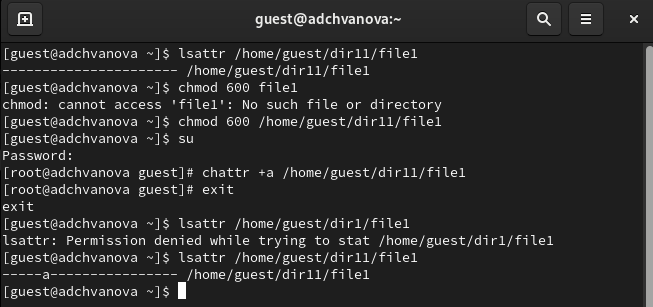 guest@adchvanova:~
[guest@adchvanova ~]$ lsattr /home/guest/dir11/file1
---------------------- /home/guest/dir11/file1
[guest@adchvanova ~]$ chmod 600 file1
chmod: cannot access 'file1': No such file or directory
[guest@adchvanova ~]$ chmod 600 /home/guest/dir11/file1
[guest@adchvanova ~]$ su
Password:
[root@adchvanova guest]# chattr +a /home/guest/dir11/file1
[root@adchvanova guest]# exit
exit
[guest@adchvanova ~]$ lsattr /home/guest/dir1/file1
lsattr: Permission denied while trying to stat /home/guest/dir1/file1
[guest@adchvanova ~]$ lsattr /home/guest/dir11/file1
-----a---------------- /home/guest/dir11/file1
[guest@adchvanova ~]$